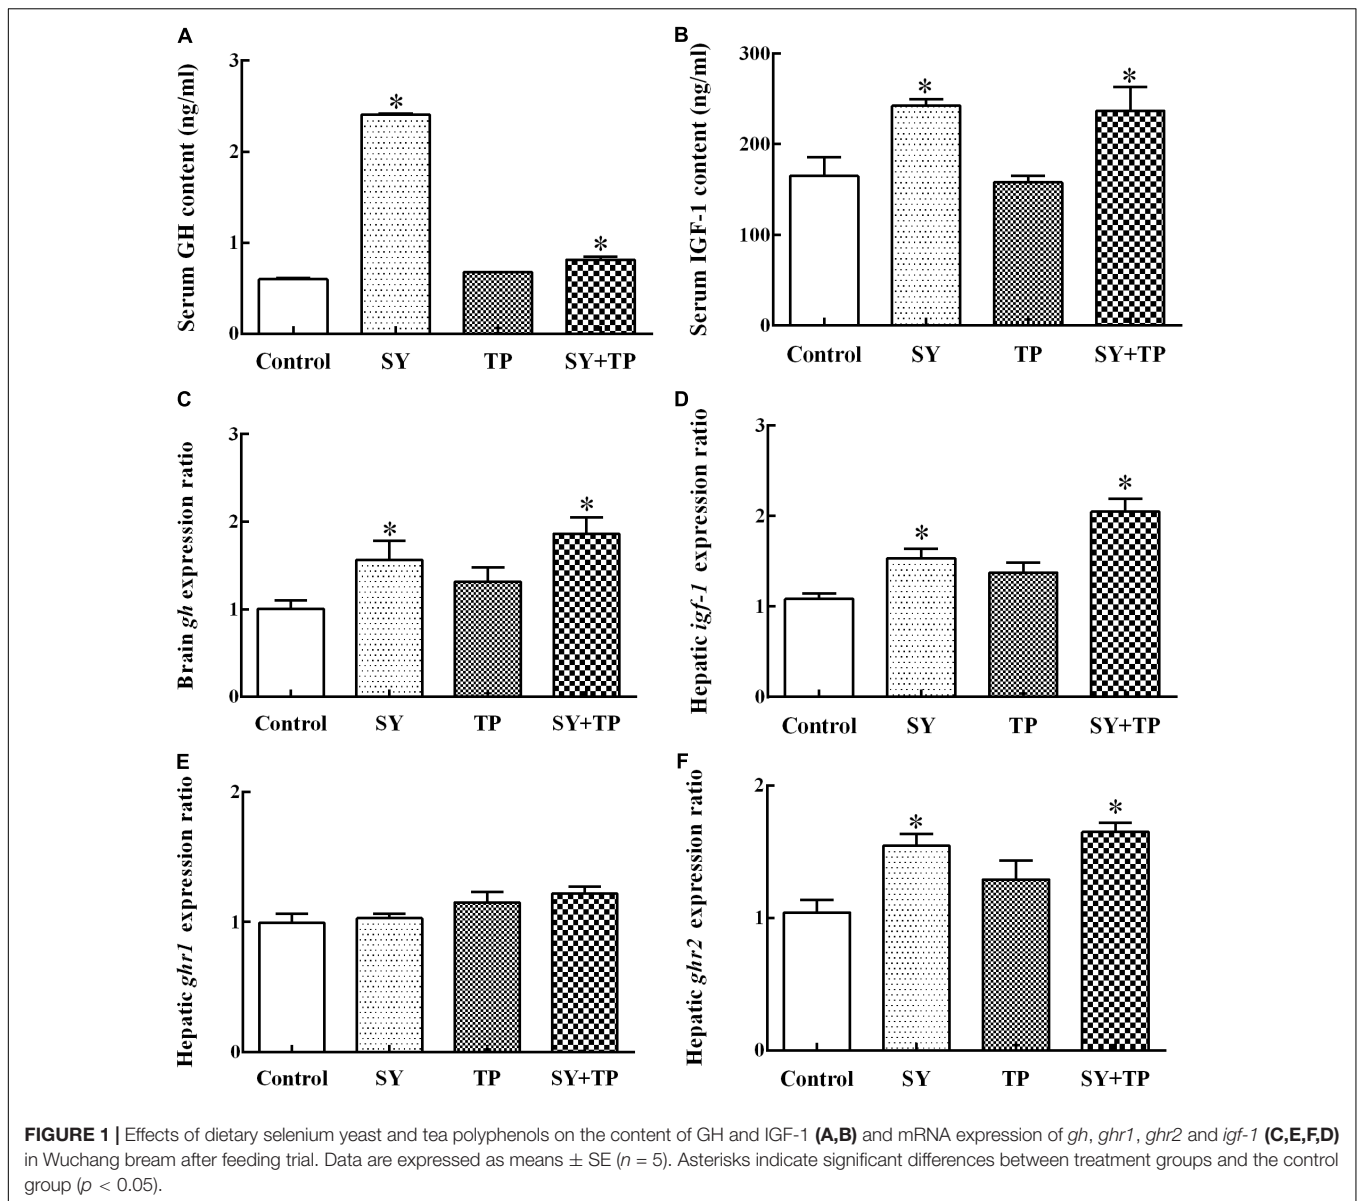 A
Serum GH content (ng/ml)
3
2
1
0
*
*
Control SY TP SY+TP
B
Serum IGF-1 content (ng/ml)
300
200
100
0
*
*
Control SY TP SY+TP
C
Brain gh expression ratio
3
2
1
0
*
*
Control SY TP SY+TP
D
Hepatic igf-1 expression ratio
3
2
1
0
*
*
Control SY TP SY+TP
E
Hepatic ghr1 expression ratio
2
1
0
Control SY TP SY+TP
F
Hepatic ghr2 expression ratio
2
1
0
*
*
Control SY TP SY+TP
FIGURE 1 | Effects of dietary selenium yeast and tea polyphenols on the content of GH and IGF-1 (A,B) and mRNA expression of gh, ghr1, ghr2 and igf-1 (C,E,F,D)
in Wuchang bream after feeding trial. Data are expressed as means ± SE (n = 5). Asterisks indicate significant differences between treatment groups and the control
group (p < 0.05).